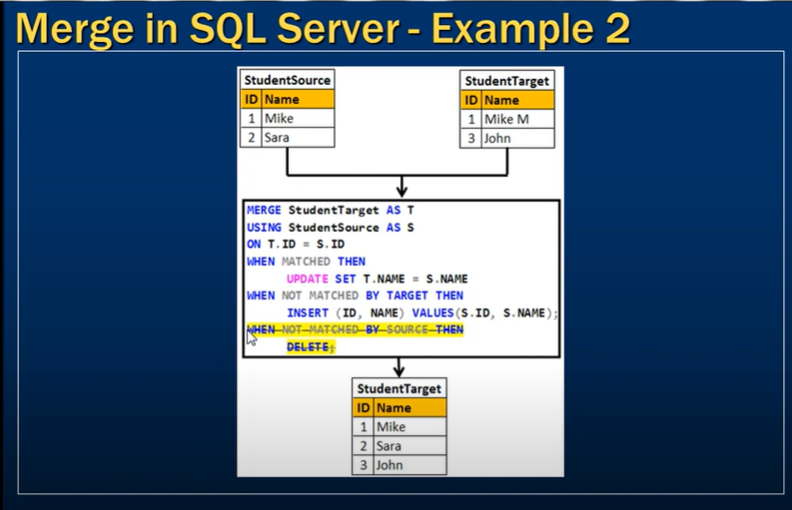 Merge in SQL Server - Example 2
StudentSource
ID Name
1 Mike
2 Sara
StudentTarget
ID Name
1 Mike M
3 John
MERGE StudentTarget AS T
USING StudentSource AS S
ON T.ID = S.ID
WHEN MATCHED THEN
UPDATE SET T.NAME = S.NAME
WHEN NOT MATCHED BY TARGET THEN
INSERT (ID, NAME) VALUES(S.ID, S.NAME);
WHEN NOT MATCHED BY SOURCE THEN
DELETE;
StudentTarget
ID Name
1 Mike
2 Sara
3 John